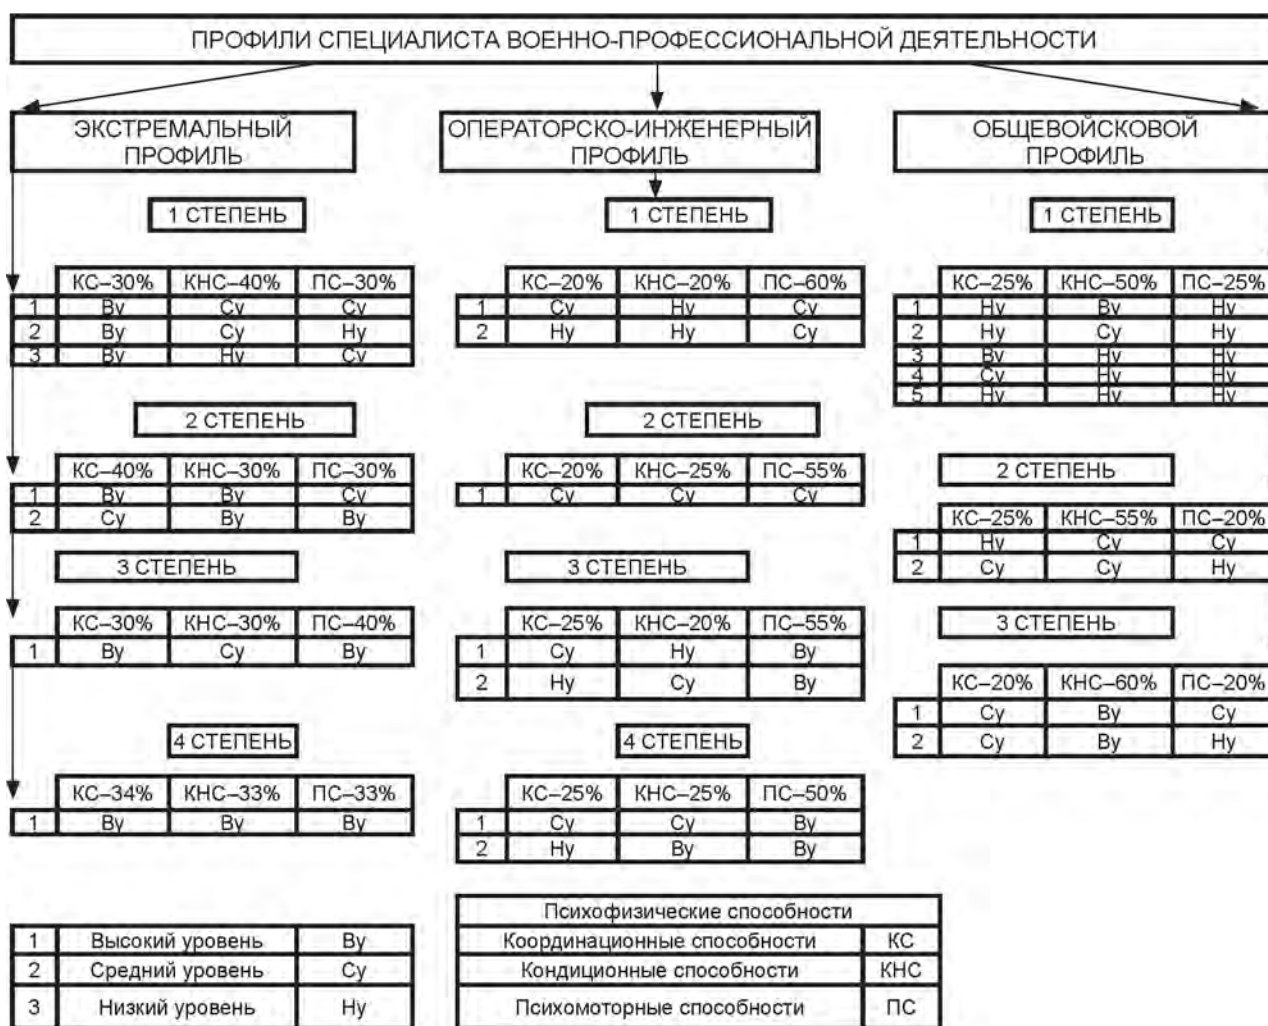 ПРОФИЛИ СПЕЦИАЛИСТА ВОЕННО-ПРОФЕССИОНАЛЬНОЙ ДЕЯТЕЛЬНОСТИ
ЭКСТРЕМАЛЬНЫЙ
ПРОФИЛЬ
1 СТЕПЕНЬ
КС–30% КНС–40% ПС–30%
1 Ву Су Су
2 Ву Су Ну
3 Ву Ну Су
2 СТЕПЕНЬ
КС–40% КНС–30% ПС–30%
1 Ву Ву Су
2 Су Ву Ву
3 СТЕПЕНЬ
КС–30% КНС–30% ПС–40%
1 Ву Су Ву
4 СТЕПЕНЬ
КС–34% КНС–33% ПС–33%
1 Ву Ву Ву
ОПЕРАТОРСКО-ИНЖЕНЕРНЫЙ
ПРОФИЛЬ
1 СТЕПЕНЬ
КС–20% КНС–20% ПС–60%
1 Су Ну Су
2 Ну Ну Су
2 СТЕПЕНЬ
КС–20% КНС–25% ПС–55%
1 Су Су Су
3 СТЕПЕНЬ
КС–25% КНС–20% ПС–55%
1 Су Ну Ву
2 Ну Су Ву
4 СТЕПЕНЬ
КС–25% КНС–25% ПС–50%
1 Су Су Ву
2 Ну Ву Ву
ОБЩЕВОЙСКОВОЙ
ПРОФИЛЬ
1 СТЕПЕНЬ
КС–25% КНС–50% ПС–25%
1 Ну Ву Ну
2 Ну Су Ну
3 Ву Ну Ну
4 Су Ну Ну
5 Ну Ну Ну
2 СТЕПЕНЬ
КС–25% КНС–55% ПС–20%
1 Ну Су Су
2 Су Су Ну
3 СТЕПЕНЬ
КС–20% КНС–60% ПС–20%
1 Су Ву Су
2 Су Ву Ну
1 Высокий уровень Ву
2 Средний уровень Су
3 Низкий уровень Ну
Психофизические способности
Координационные способности КС
Кондиционные способности КНС
Психомоторные способности ПС